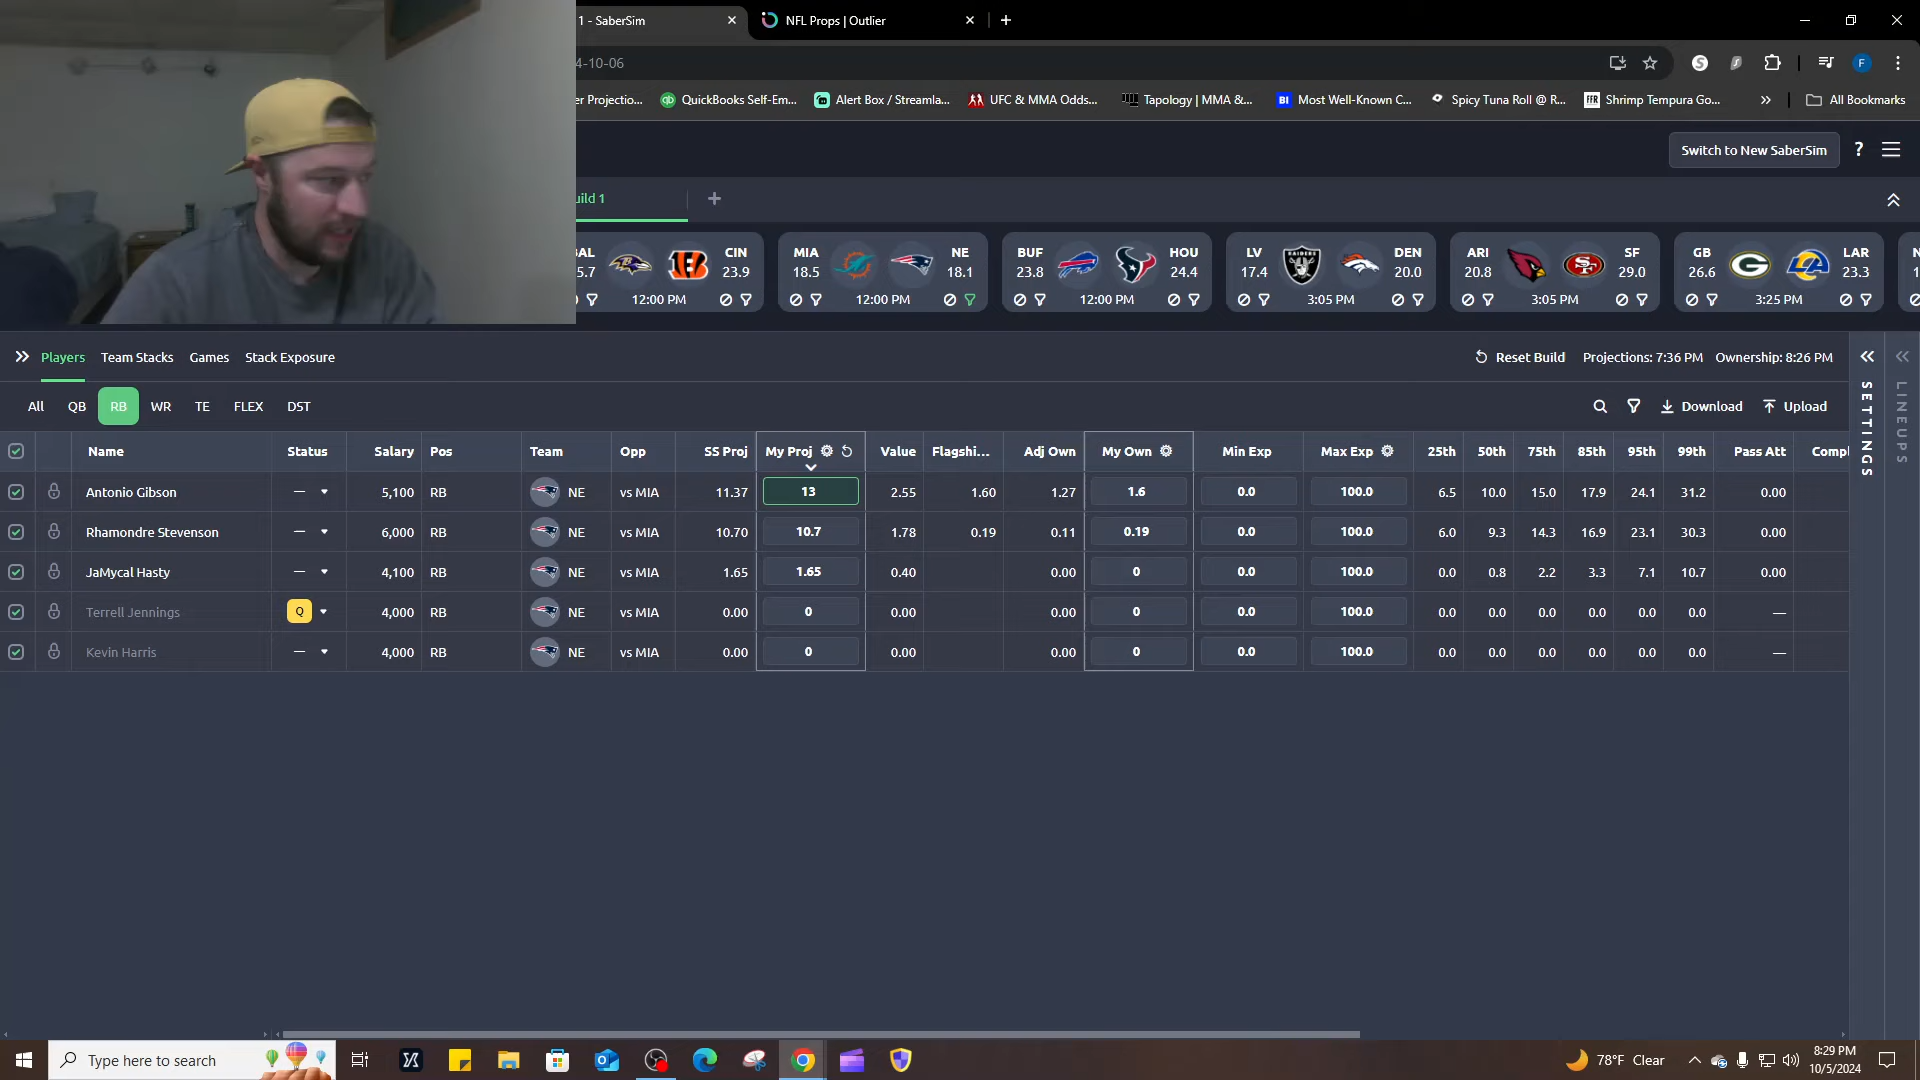 1 - SaberSim
NFL Props | Outlier
4-10-06
er Projectio...
QuickBooks Self-Em...
Alert Box / Streamla...
UFC & MMA Odds...
Tapology | MMA &...
Most Well-Known C...
Spicy Tuna Roll @ R...
Shrimp Tempura Go...
All Bookmarks
Switch to New SaberSim
uild 1
AL CIN
5.7 23.9
12:00 PM
MIA NE
18.5 18.1
12:00 PM
BUF HOU
23.8 24.4
12:00 PM
LV DEN
17.4 20.0
3:05 PM
ARI SF
20.8 29.0
3:05 PM
GB LAR
26.6 23.3
3:25 PM
Players Team Stacks Games Stack Exposure
Reset Build Projections: 7:36 PM Ownership: 8:26 PM
All QB RB WR TE FLEX DST
Download Upload
SETTINGS
LINEUPS
Name Status Salary Pos Team Opp SS Proj My Proj Value Flagshi... Adj Own My Own Min Exp Max Exp 25th 50th 75th 85th 95th 99th Pass Att Compl
Antonio Gibson — 5,100 RB NE vs MIA 11.37 13 2.55 1.60 1.27 1.6 0.0 100.0 6.5 10.0 15.0 17.9 24.1 31.2 0.00
Rhamondre Stevenson — 6,000 RB NE vs MIA 10.70 10.7 1.78 0.19 0.11 0.19 0.0 100.0 6.0 9.3 14.3 16.9 23.1 30.3 0.00
JaMycal Hasty — 4,100 RB NE vs MIA 1.65 1.65 0.40 0.00 0 0.0 100.0 0.0 0.8 2.2 3.3 7.1 10.7 0.00
Terrell Jennings Q 4,000 RB NE vs MIA 0.00 0 0.00 0.00 0 0.0 100.0 0.0 0.0 0.0 0.0 0.0 0.0 —
Kevin Harris — 4,000 RB NE vs MIA 0.00 0 0.00 0.00 0 0.0 100.0 0.0 0.0 0.0 0.0 0.0 0.0 —
Type here to search
78°F Clear
8:29 PM
10/5/2024